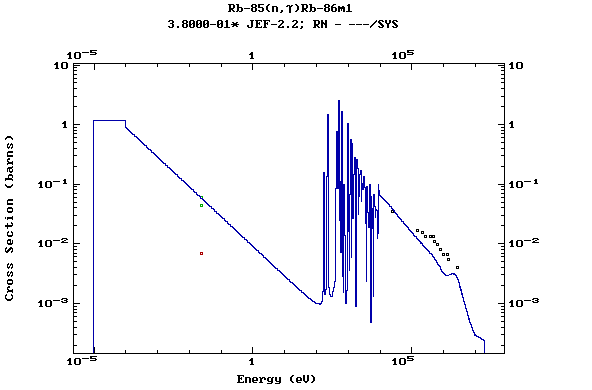 Rb-85(n,γ)Rb-86m1
3.8000-01* JEF-2.2; RN - ---/SYS
10⁻⁵ 1 10⁵
10 10
1 1
10⁻¹ 10⁻¹
10⁻² 10⁻²
10⁻³ 10⁻³
10⁻⁵ 1 10⁵
Cross Section (barns)
Energy (eV)